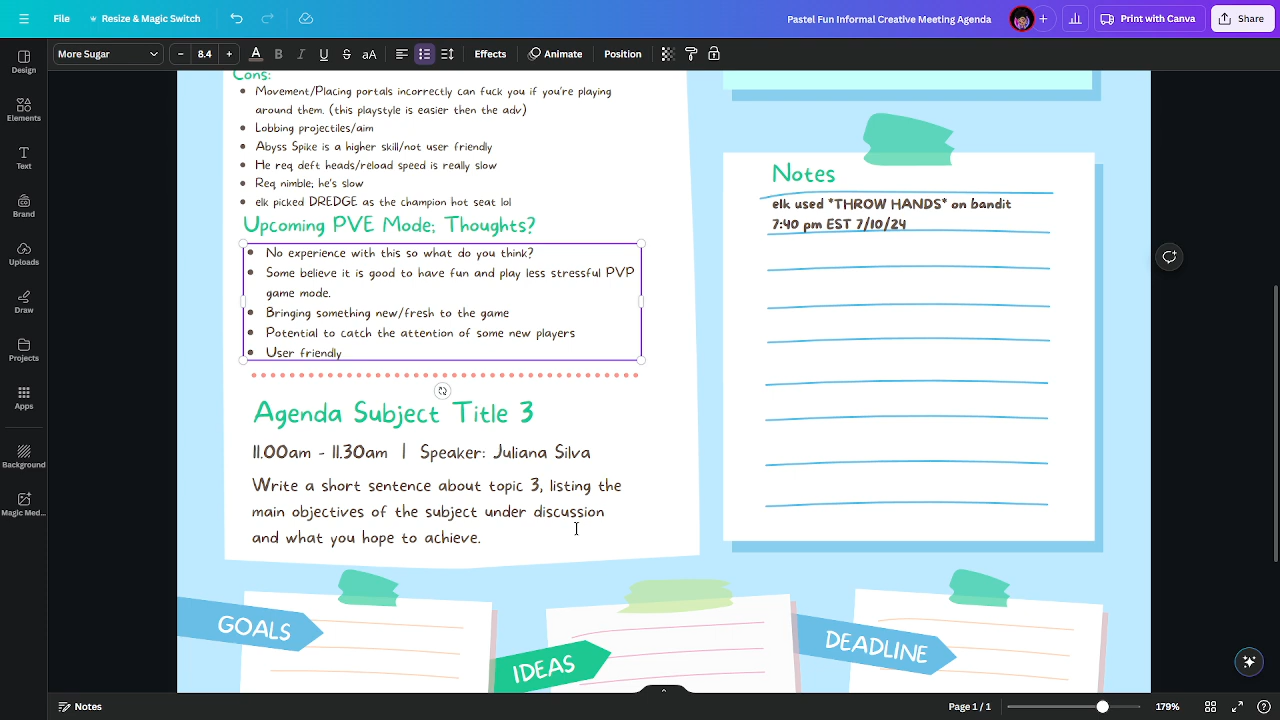 File
Resize & Magic Switch
Pastel Fun Informal Creative Meeting Agenda
Print with Canva
Share
More Sugar
– 8.4 +
A B I U S aA
Effects
Animate
Position
Design
Elements
Text
Brand
Uploads
Draw
Projects
Apps
Background
Magic Med...
Cons:
Movement/Placing portals incorrectly can fuck you if you're playing
around them. (this playstyle is easier then the adv)
Lobbing projectiles/aim
Abyss Spike is a higher skill/not user friendly
He req deft heads/reload speed is really slow
Req nimble; he's slow
elk picked DREDGE as the champion hot seat lol
Upcoming PVE Mode; Thoughts?
No experience with this so what do you think?
Some believe it is good to have fun and play less stressful PVP
game mode.
Bringing something new/fresh to the game
Potential to catch the attention of some new players
User friendly
Agenda Subject Title 3
11.00am - 11.30am | Speaker: Juliana Silva
Write a short sentence about topic 3, listing the
main objectives of the subject under discussion
and what you hope to achieve.
Notes
elk used *THROW HANDS* on bandit
7:40 pm EST 7/10/24
GOALS
IDEAS
DEADLINE
Notes
Page 1 / 1
179%